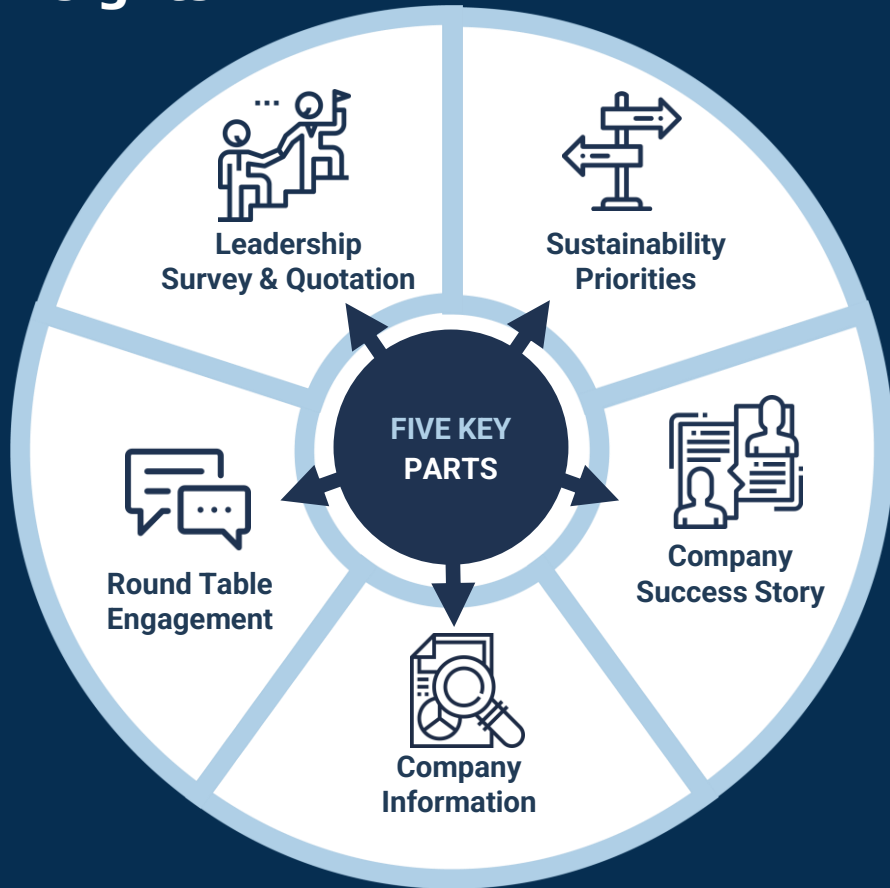 Leadership
Survey & Quotation
Sustainability
Priorities
FIVE KEY
PARTS
Company
Success Story
Round Table
Engagement
Company
Information